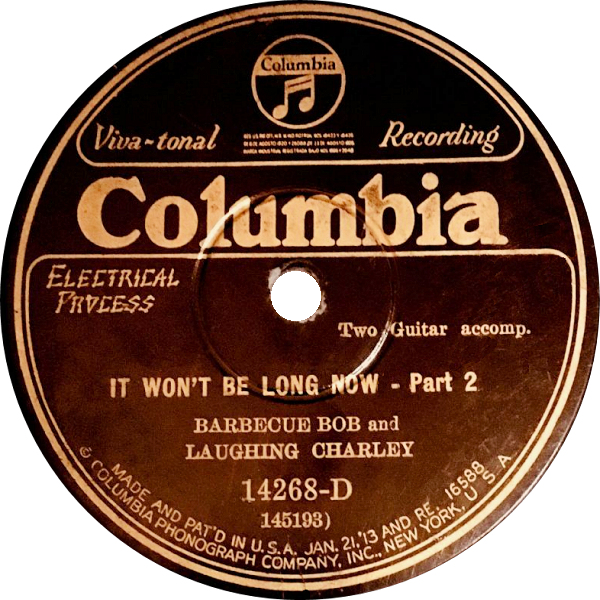 Columbia
Viva-tonal Recording
Columbia
ELECTRICAL
PROCESS
Two Guitar accomp.
IT WON'T BE LONG NOW - Part 2
BARBECUE BOB and
LAUGHING CHARLEY
14268-D
145193)
MADE AND PAT'D IN U.S.A. JAN. 21, '13 AND RE. 16588
© COLUMBIA PHONOGRAPH COMPANY, INC., NEW YORK, U.S.A